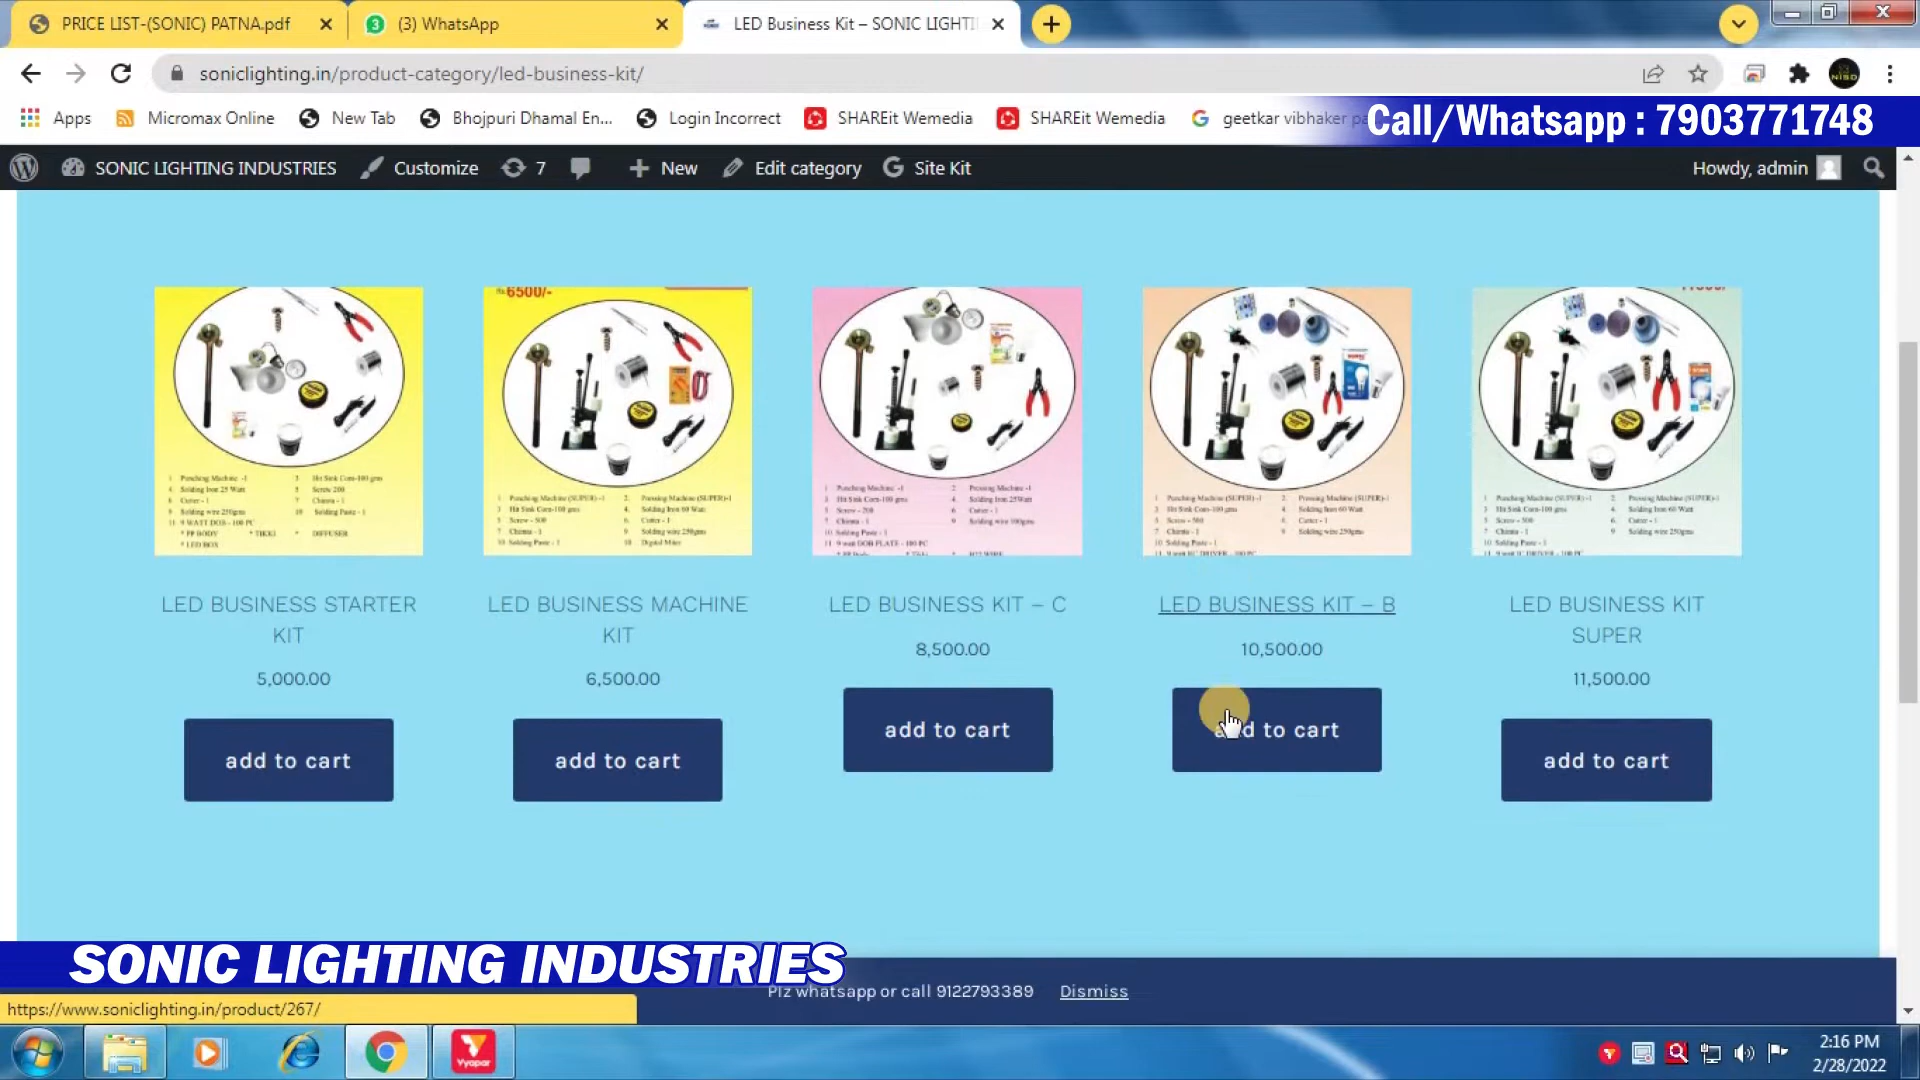 PRICE LIST-(SONIC) PATNA.pdf
(3) WhatsApp
LED Business Kit – SONIC LIGHTI
soniclighting.in/product-category/led-business-kit/
Apps
Micromax Online
New Tab
Bhojpuri Dhamal En...
Login Incorrect
SHAREit Wemedia
SHAREit Wemedia
geetkar vibhaker pa
Call/Whatsapp : 7903771748
SONIC LIGHTING INDUSTRIES
Customize
7
New
Edit category
Site Kit
Howdy, admin
6500/-
LED BUSINESS STARTER
KIT
5,000.00
add to cart
LED BUSINESS MACHINE
KIT
6,500.00
add to cart
LED BUSINESS KIT – C
8,500.00
add to cart
LED BUSINESS KIT – B
10,500.00
add to cart
LED BUSINESS KIT
SUPER
11,500.00
add to cart
SONIC LIGHTING INDUSTRIES
Plz whatsapp or call 9122793389 Dismiss
https://www.soniclighting.in/product/267/
Vyapar
2:16 PM
2/28/2022